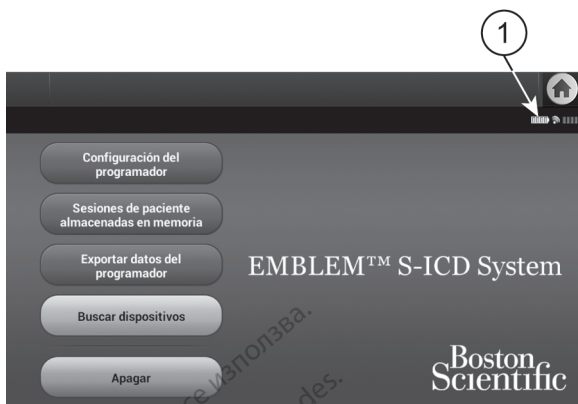 1
Configuración del
programador
Sesiones de paciente
almacenadas en memoria
Exportar datos del
programador
Buscar dispositivos
Apagar
EMBLEM™ S-ICD System
Boston
Scientific
използва.